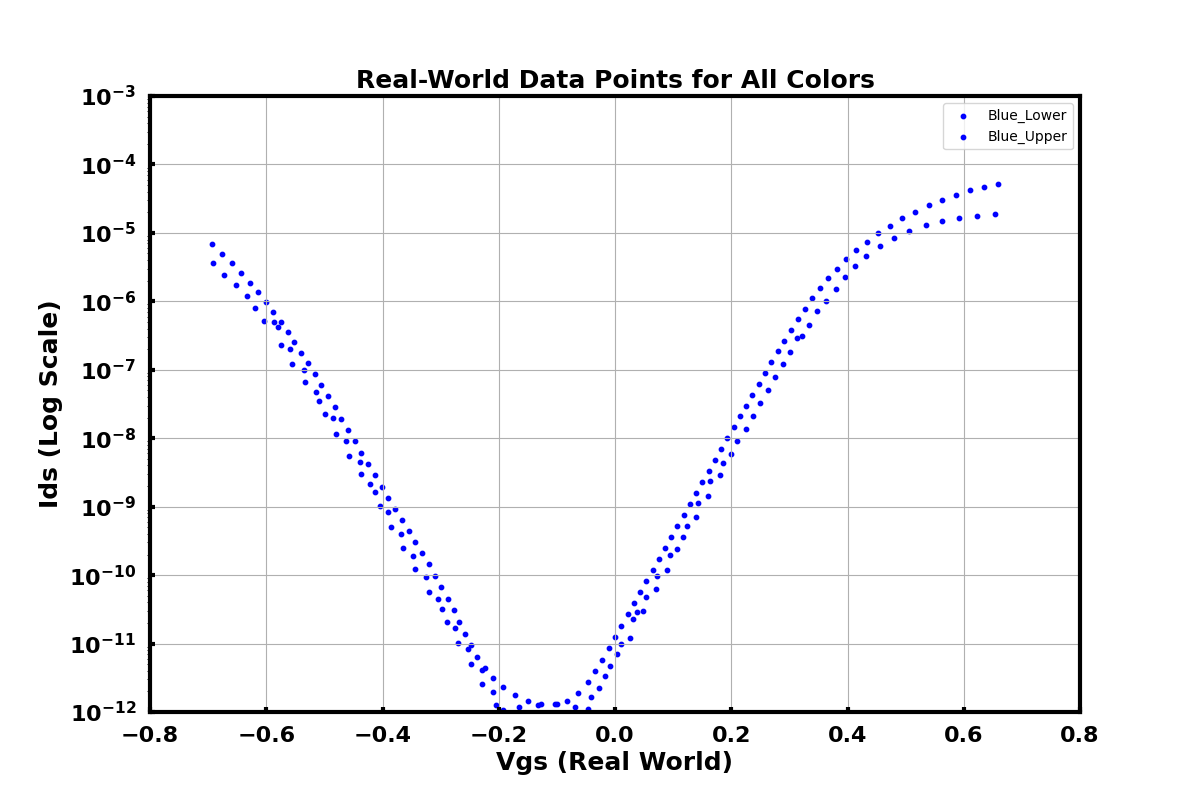 Real-World Data Points for All Colors
Blue_Lower
Blue_Upper
Ids (Log Scale)
10⁻³
10⁻⁴
10⁻⁵
10⁻⁶
10⁻⁷
10⁻⁸
10⁻⁹
10⁻¹⁰
10⁻¹¹
10⁻¹²
−0.8 −0.6 −0.4 −0.2 0.0 0.2 0.4 0.6 0.8
Vgs (Real World)